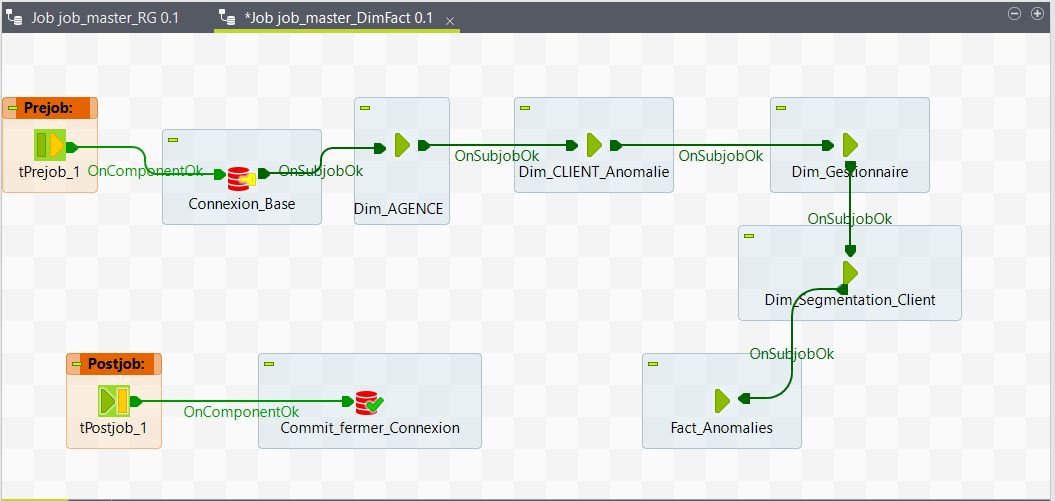 Job job_master_RG 0.1
*Job job_master_DimFact 0.1
Prejob:
tPrejob_1
OnComponentOk
Connexion_Base
OnSubjobOk
Dim_AGENCE
OnSubjobOk
Dim_CLIENT_Anomalie
OnSubjobOk
Dim_Gestionnaire
OnSubjobOk
Dim_Segmentation_Client
OnSubjobOk
Fact_Anomalies
Postjob:
tPostjob_1
OnComponentOk
Commit_fermer_Connexion